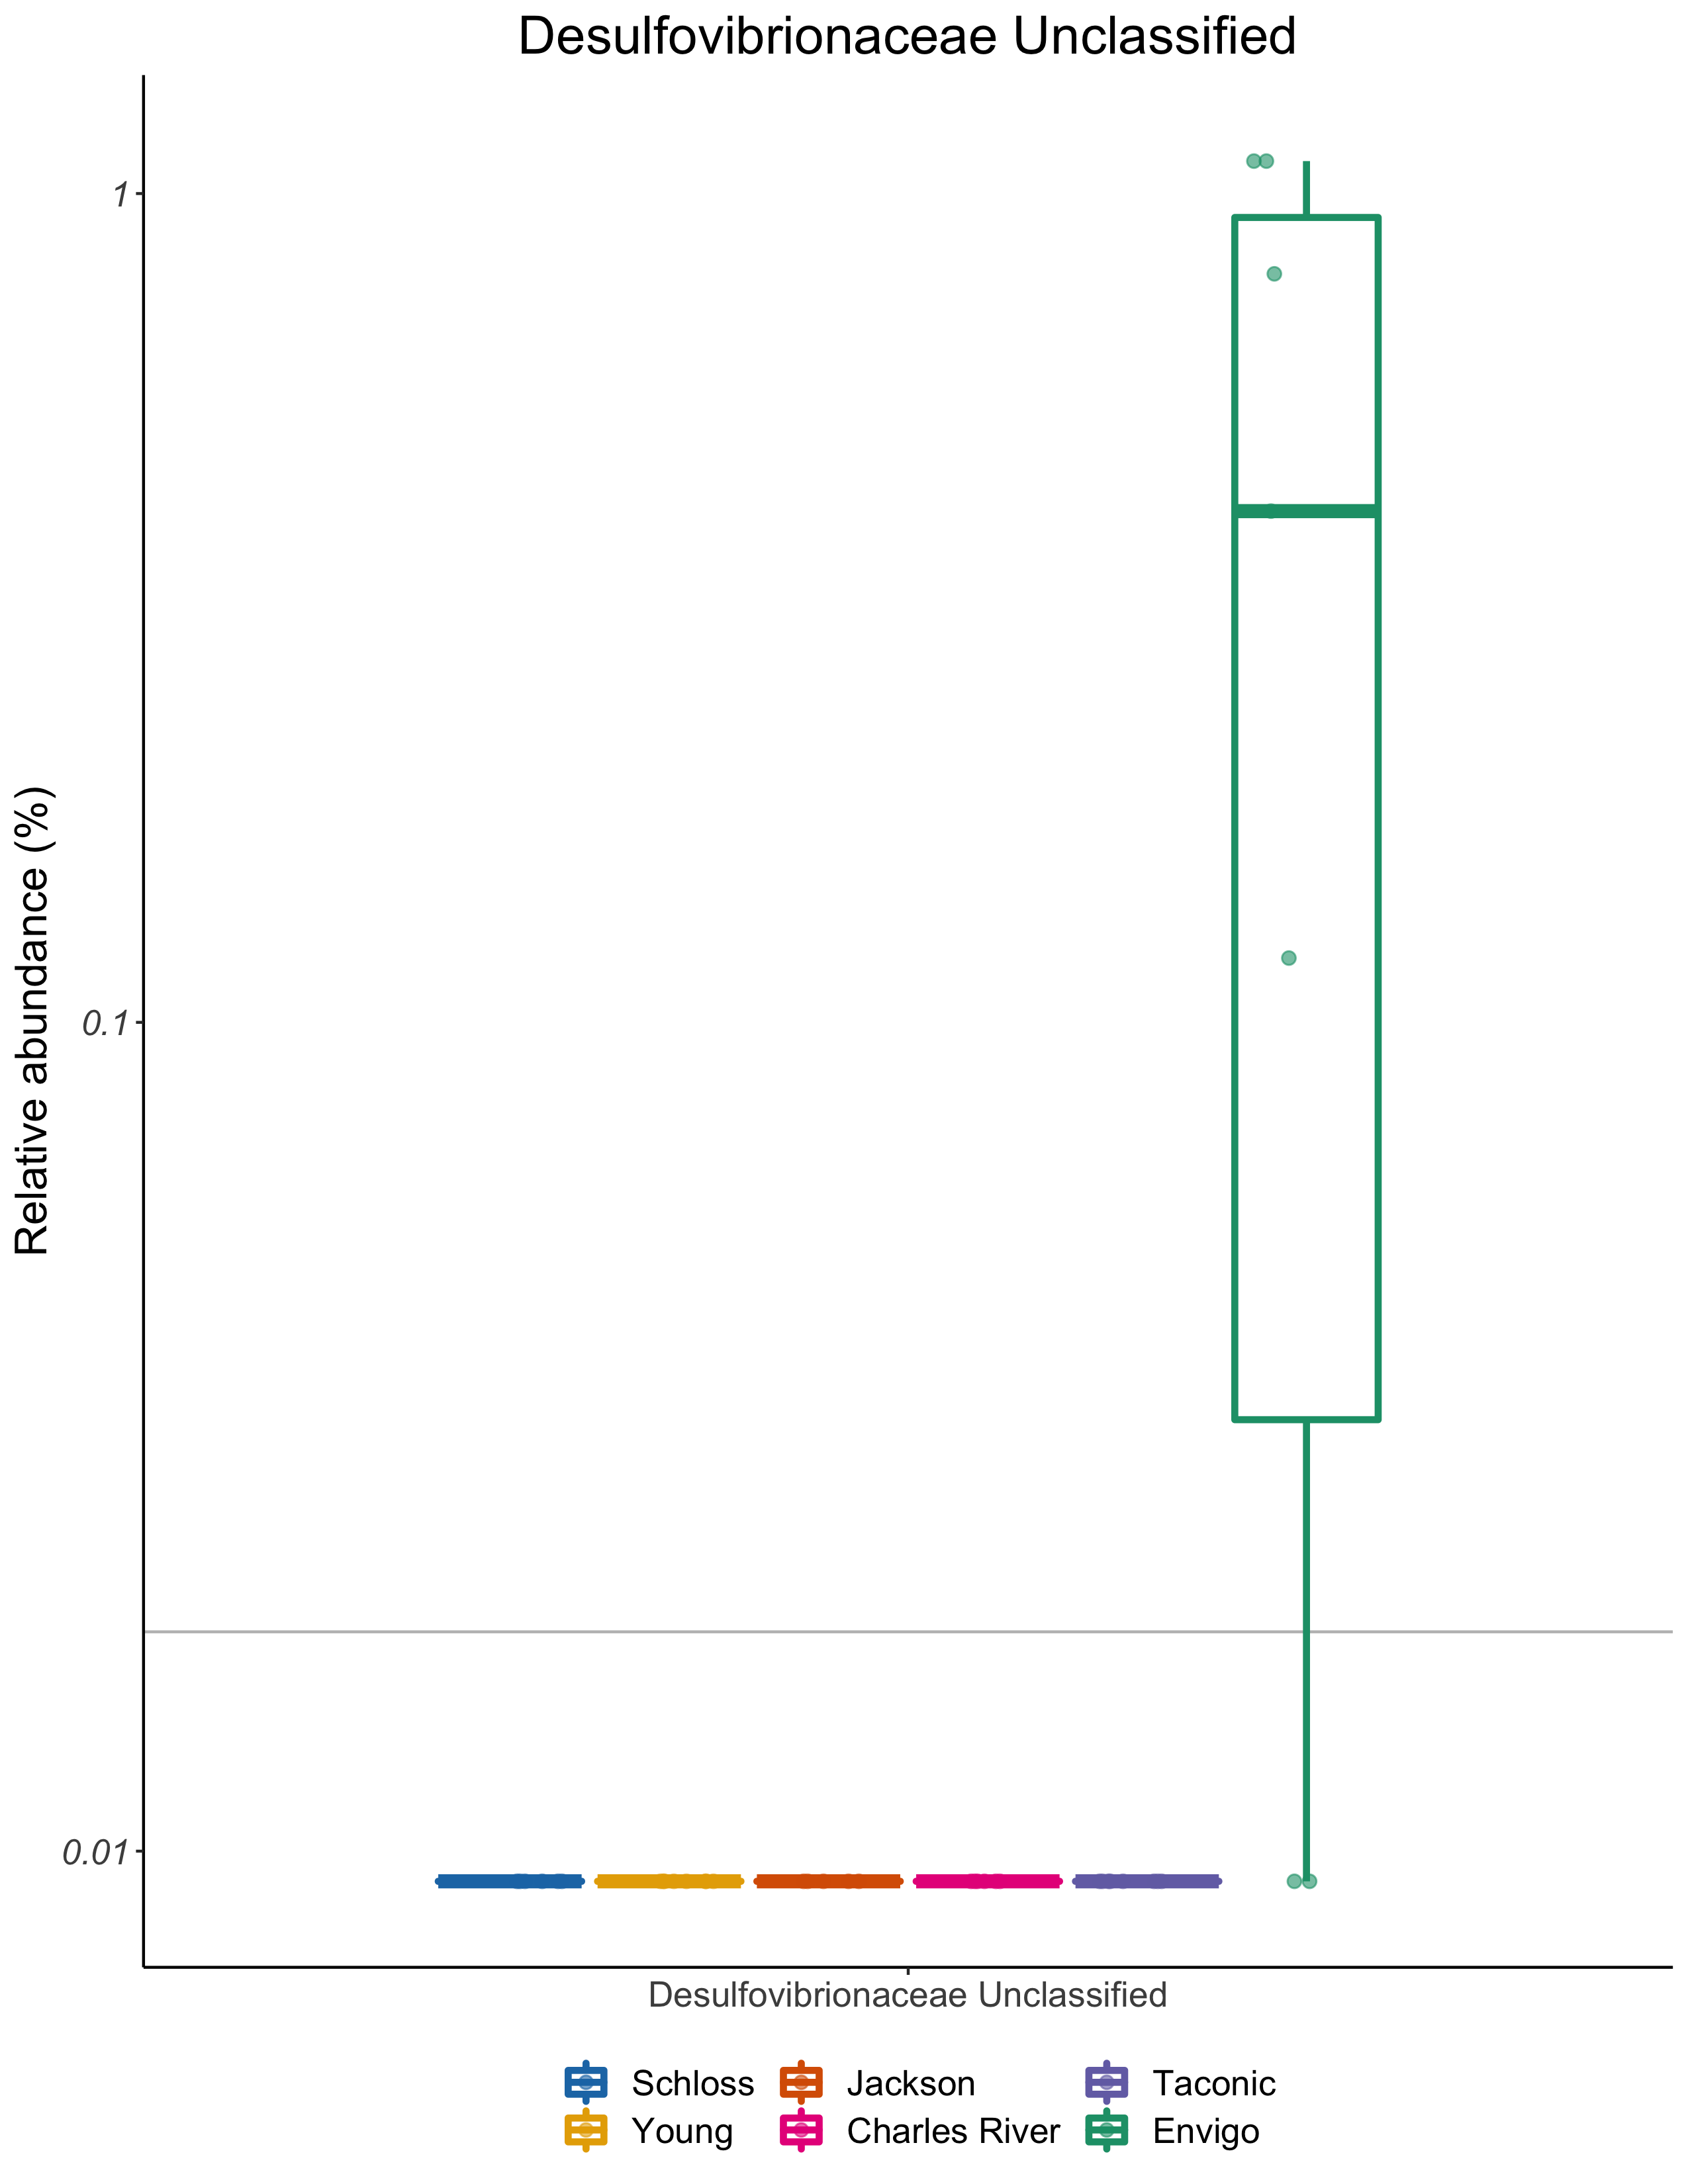 Desulfovibrionaceae Unclassified
1
0.1
0.01
Relative abundance (%)
Desulfovibrionaceae Unclassified
Schloss Jackson Taconic
Young Charles River Envigo